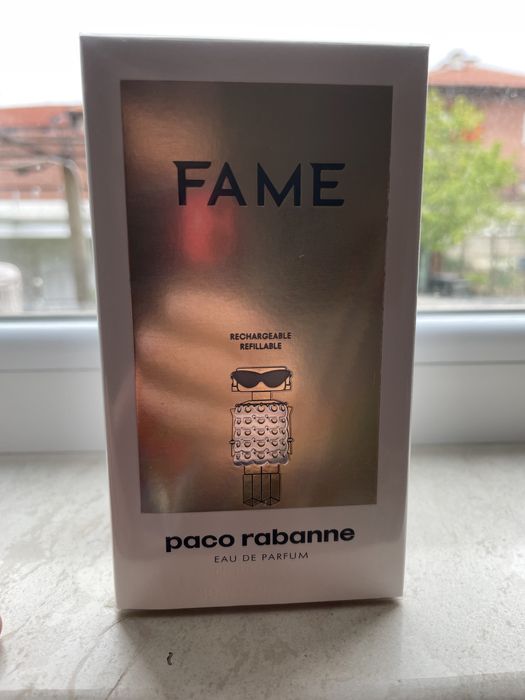 FAME
RECHARGEABLE
REFILLABLE
paco rabanne
EAU DE PARFUM